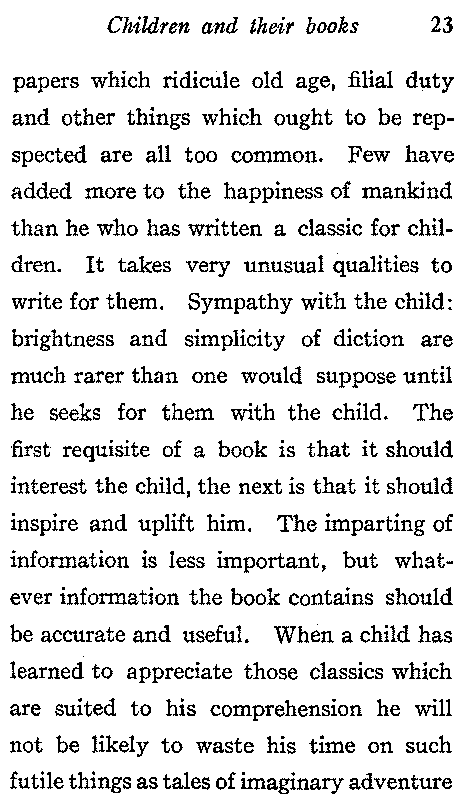 Children and their books 23
papers which ridicule old age, filial duty
and other things which ought to be rep-
spected are all too common. Few have
added more to the happiness of mankind
than he who has written a classic for chil-
dren. It takes very unusual qualities to
write for them. Sympathy with the child:
brightness and simplicity of diction are
much rarer than one would suppose until
he seeks for them with the child. The
first requisite of a book is that it should
interest the child, the next is that it should
inspire and uplift him. The imparting of
information is less important, but what-
ever information the book contains should
be accurate and useful. When a child has
learned to appreciate those classics which
are suited to his comprehension he will
not be likely to waste his time on such
futile things as tales of imaginary adventure